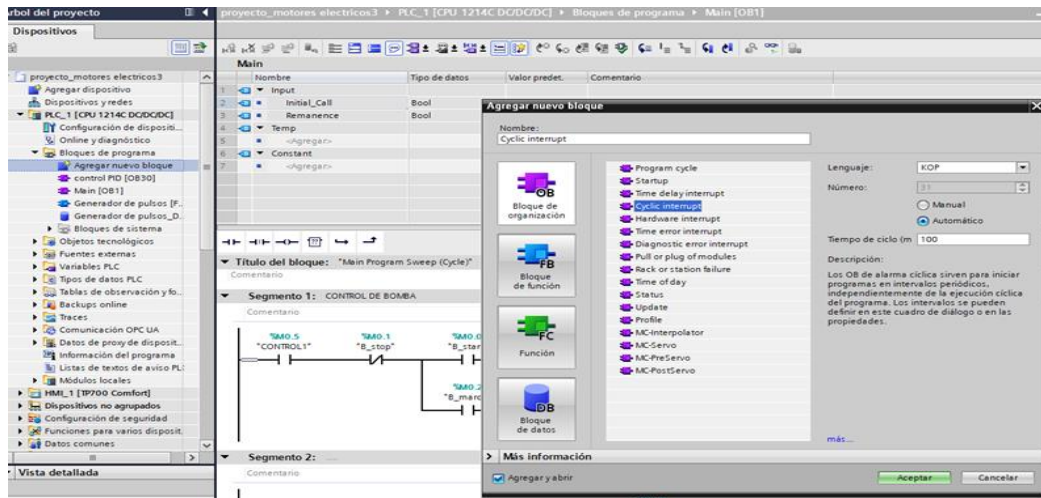 rbol del proyecto
proyecto_motores electricos3 ▸ PLC_1 [CPU 1214C DC/DC/DC] ▸ Bloques de programa ▸ Main [OB1]
Dispositivos
proyecto_motores electricos3
Agregar dispositivo
Dispositivos y redes
PLC_1 [CPU 1214C DC/DC/DC]
Configuración de dispositi...
Online y diagnóstico
Bloques de programa
Agregar nuevo bloque
control PID [OB30]
Main [OB1]
Generador de pulsos [F..
Generador de pulsos_D..
Bloques de sistema
Objetos tecnológicos
Fuentes externas
Variables PLC
Tipos de datos PLC
Tablas de observación y fo..
Backups online
Traces
Comunicación OPC UA
Datos de proxy de disposit...
Información del programa
Listas de textos de aviso PL
Módulos locales
HMI_1 [TP700 Comfort]
Dispositivos no agrupados
Configuración de seguridad
Funciones para varios disposit.
Datos comunes
Vista detallada
Main
Nombre Tipo de datos Valor predet. Comentario
1 Input
2 Initial_Call Bool
3 Remanence Bool
4 Temp
5 <Agregar>
6 Constant
7 <Agregar>
Título del bloque: "Main Program Sweep (Cycle)"
Comentario
Segmento 1: CONTROL DE BOMBA
Comentario
%M0.5 %M0.1 %M0.0
"CONTROL1" "B_stop" "B_star
%M0.2
"B_marc
Segmento 2: ......
Comentario
Agregar nuevo bloque
Nombre:
Cyclic interrupt
OB
Bloque de organización
FB
Bloque de función
FC
Función
DB
Bloque de datos
Program cycle
Startup
Time delay interrupt
Cyclic interrupt
Hardware interrupt
Time error interrupt
Diagnostic error interrupt
Pull or plug of modules
Rack or station failure
Time of day
Status
Update
Profile
MC-Interpolator
MC-Servo
MC-PreServo
MC-PostServo
Lenguaje: KOP
Número: 31
Manual
Automático
Tiempo de ciclo (m 100
Descripción:
Los OB de alarma cíclica sirven para iniciar
programas en intervalos periódicos,
independientemente de la ejecución cíclica
del programa. Los intervalos se pueden
definir en este cuadro de diálogo o en las
propiedades.
más...
Más información
Agregar y abrir
Aceptar Cancelar